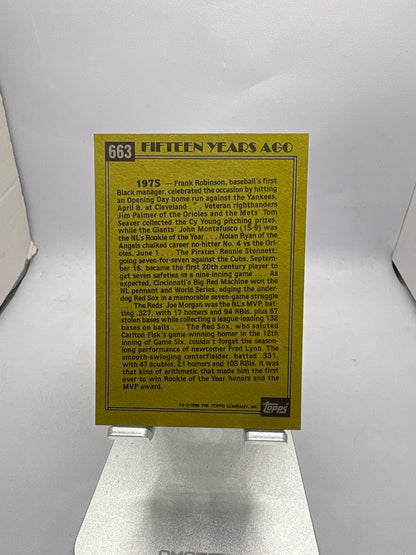 663 FIFTEEN YEARS AGO
1975 — Frank Robinson, baseball's first
Black manager, celebrated the occasion by hitting
an Opening Day home run against the Yankees,
April 8, at Cleveland . . . Veteran righthanders
Jim Palmer of the Orioles and the Mets' Tom
Seaver collected the Cy Young pitching prizes,
while the Giants' John Montefusco (15-9) was
the NL's Rookie of the Year . . . Nolan Ryan of the
Angels chalked career no-hitter No. 4 vs the Ori-
oles, June 1 . . . The Pirates' Rennie Stennett,
going seven-for-seven against the Cubs, Septem-
ber 16, became the first 20th century player to
get seven safeties in a nine-inning game . . . As
expected, Cincinnati's Big Red Machine won the
NL pennant and World Series, edging the under-
dog Red Sox in a memorable seven-game struggle
. . . The Reds' Joe Morgan was the NL's MVP, bat-
ting .327, with 17 homers and 94 RBIs, plus 67
stolen bases while collecting a league-leading 132
bases on balls . . . The Red Sox, who saluted
Carlton Fisk's game-winning homer in the 12th
inning of Game Six, couldn't forget the season-
long performance of newcomer Fred Lynn. The
smooth-swinging centerfielder, batted .331,
with 47 doubles, 21 homers and 105 RBIs. It was
that kind of arithmetic that made him the first
ever to win Rookie of the Year honors and the
MVP award.
THE TOPPS COMPANY, INC.
Topps